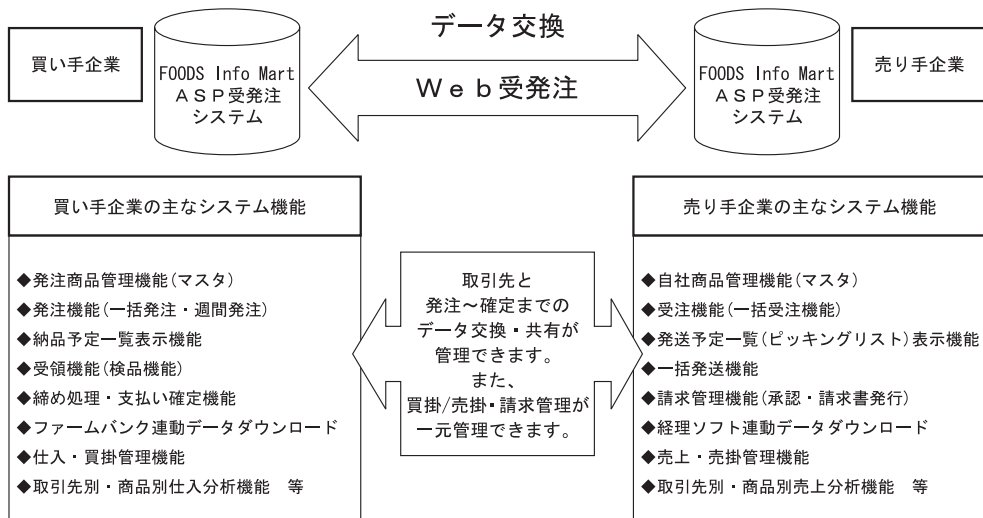 データ交換
Ｗｅｂ受発注
買い手企業
FOODS Info Mart
ＡＳＰ受発注
システム
FOODS Info Mart
ＡＳＰ受発注
システム
売り手企業
買い手企業の主なシステム機能
◆発注商品管理機能(マスタ)
◆発注機能(一括発注・週間発注)
◆納品予定一覧表示機能
◆受領機能(検品機能)
◆締め処理・支払い確定機能
◆ファームバンク連動データダウンロード
◆仕入・買掛管理機能
◆取引先別・商品別仕入分析機能　等
取引先と
発注～確定までの
データ交換・共有が
管理できます。
また、
買掛/売掛・請求管理が
一元管理できます。
売り手企業の主なシステム機能
◆自社商品管理機能(マスタ)
◆受注機能(一括受注機能)
◆発送予定一覧(ピッキングリスト)表示機能
◆一括発送機能
◆請求管理機能(承認・請求書発行)
◆経理ソフト連動データダウンロード
◆売上・売掛管理機能
◆取引先別・商品別売上分析機能　等